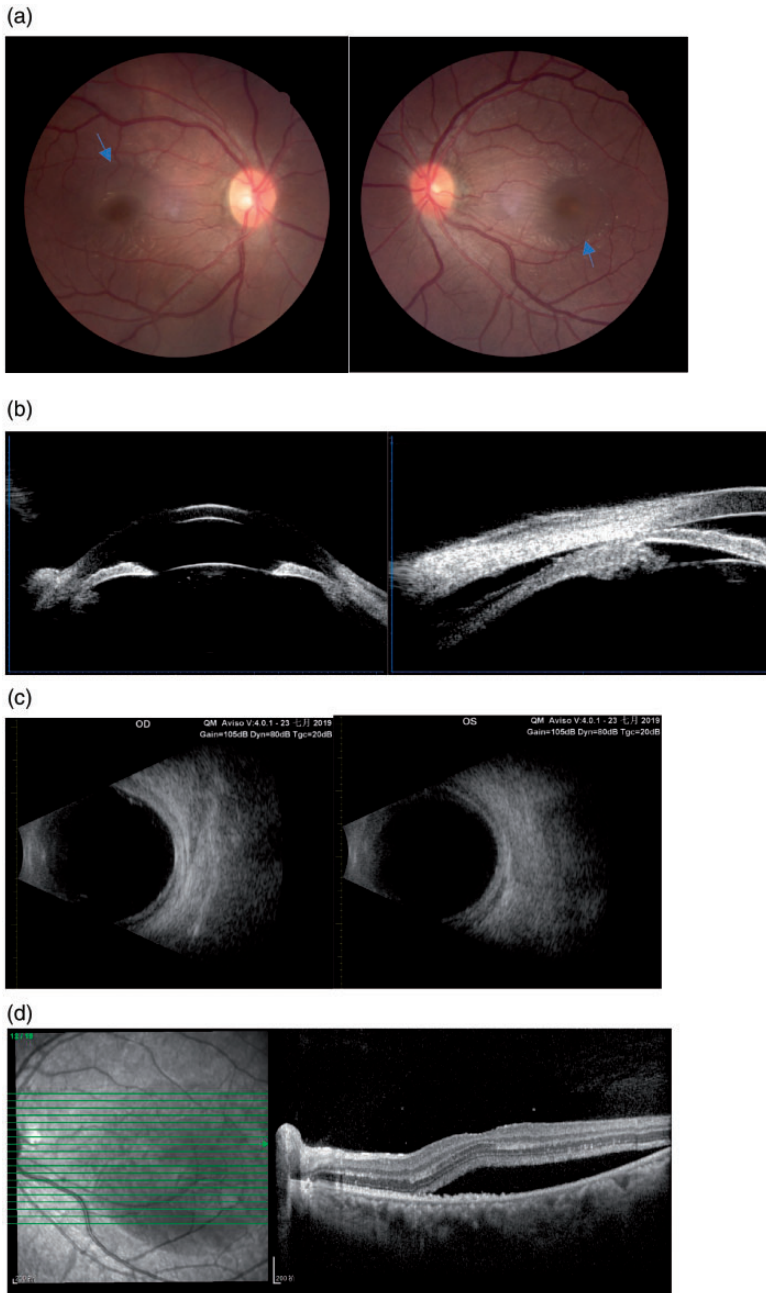 (a)
(b)
(c)
OD
QM Aviso V:4.0.1 - 23 七月 2019
Gain=105dB Dyn=80dB Tgc=20dB
OS
QM Aviso V:4.0.1 - 23 七月 2019
Gain=105dB Dyn=80dB Tgc=20dB
(d)